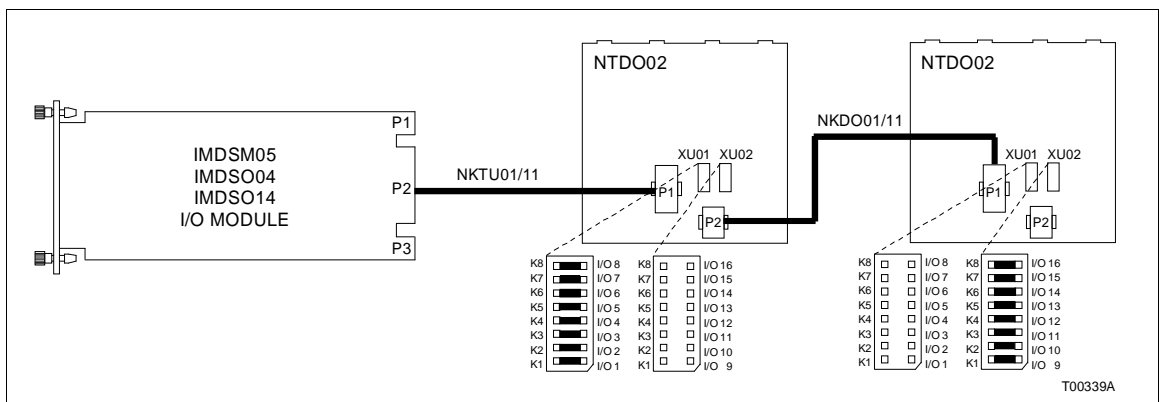 NTDO02
NTDO02
P1
IMDSM05
IMDSO04
IMDSO14
I/O MODULE
P2
P3
NKTU01/11
P1
XU01
XU02
P2
NKDO01/11
P1
XU01
XU02
P2
K8 I/O 8
K7 I/O 7
K6 I/O 6
K5 I/O 5
K4 I/O 4
K3 I/O 3
K2 I/O 2
K1 I/O 1
K8 I/O 16
K7 I/O 15
K6 I/O 14
K5 I/O 13
K4 I/O 12
K3 I/O 11
K2 I/O 10
K1 I/O 9
K8 I/O 8
K7 I/O 7
K6 I/O 6
K5 I/O 5
K4 I/O 4
K3 I/O 3
K2 I/O 2
K1 I/O 1
K8 I/O 16
K7 I/O 15
K6 I/O 14
K5 I/O 13
K4 I/O 12
K3 I/O 11
K2 I/O 10
K1 I/O 9
T00339A